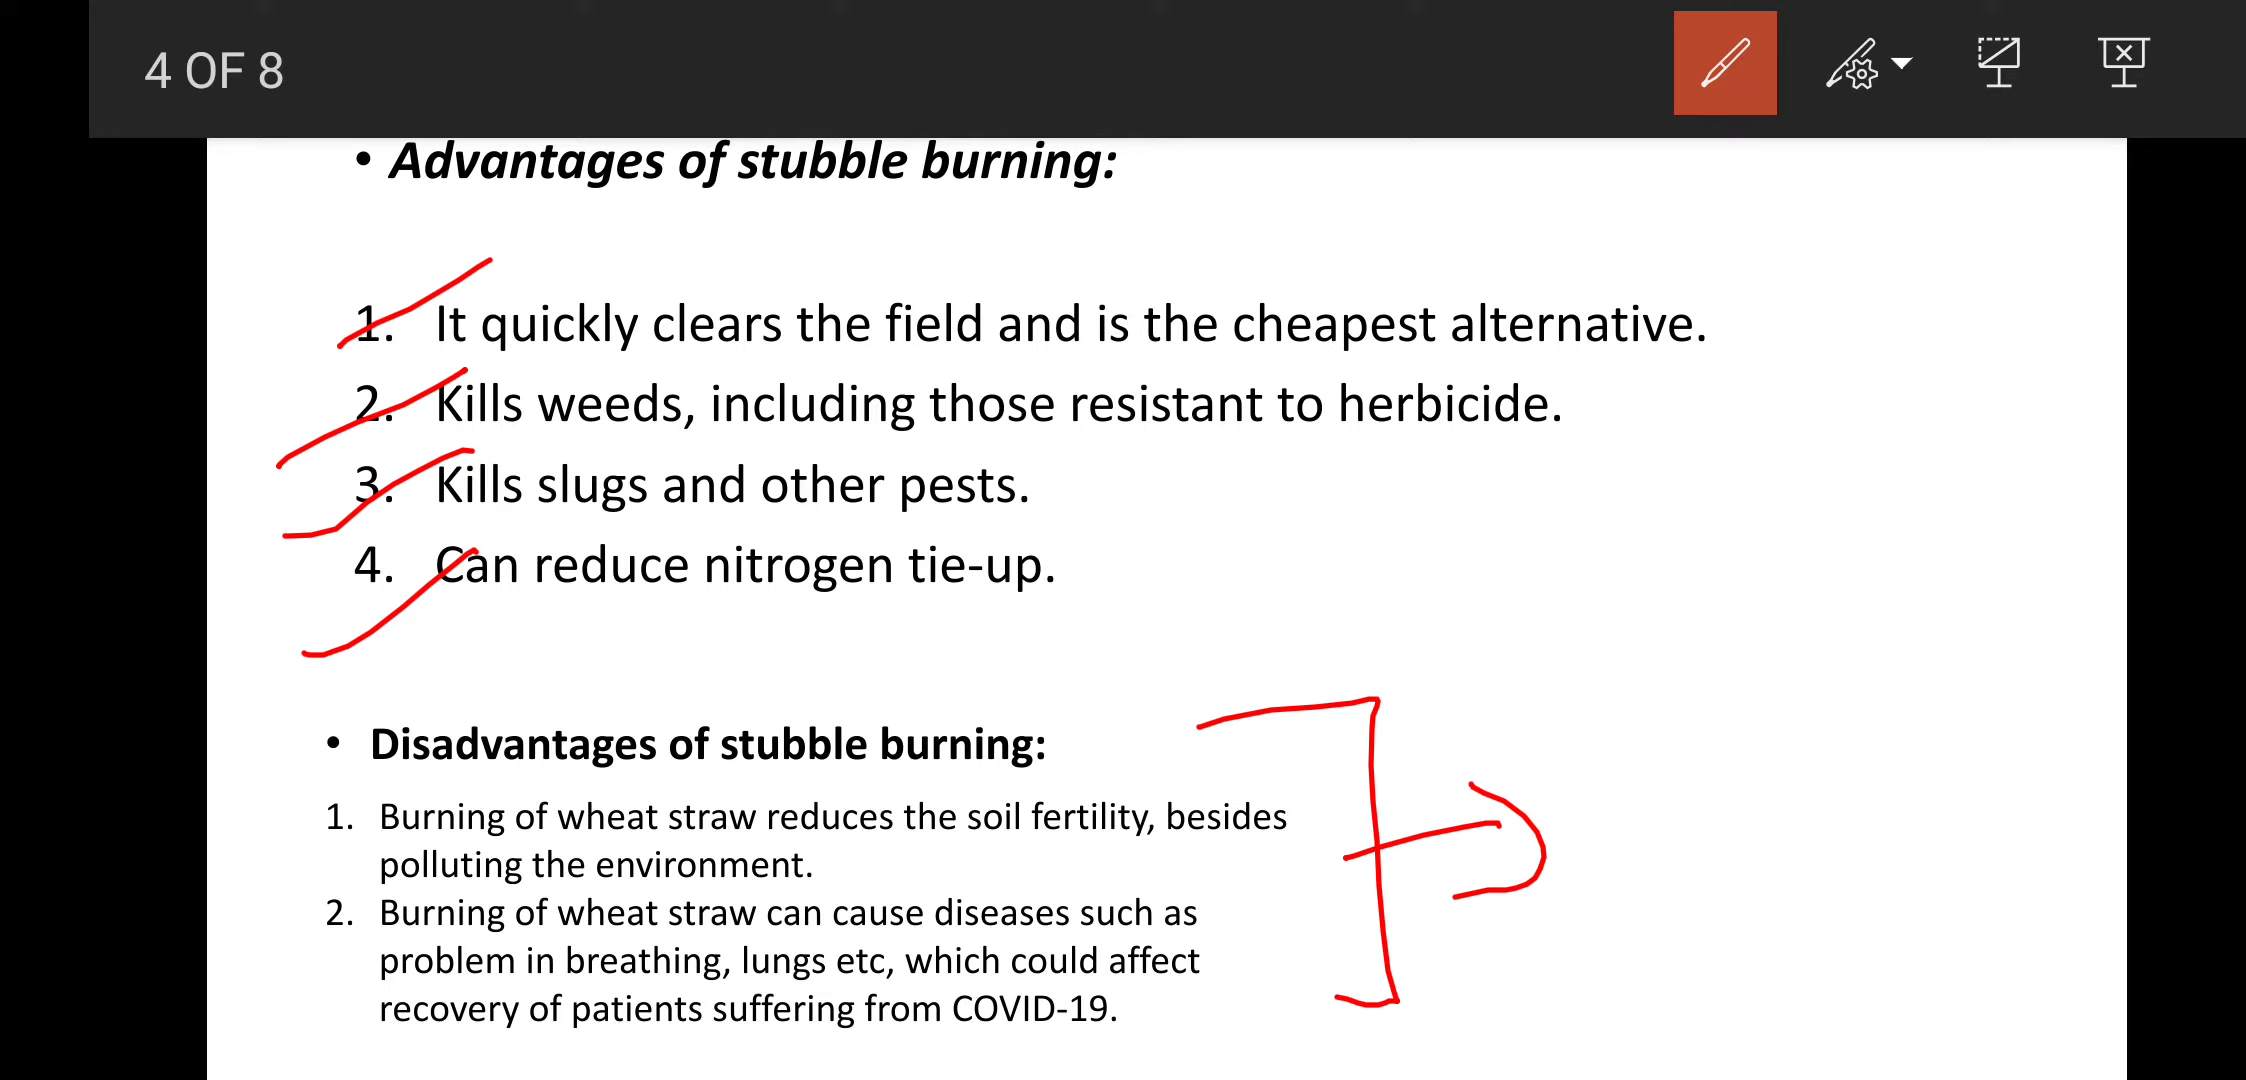 4 OF 8
• Advantages of stubble burning:
1. It quickly clears the field and is the cheapest alternative.
2. Kills weeds, including those resistant to herbicide.
3. Kills slugs and other pests.
4. Can reduce nitrogen tie-up.
• Disadvantages of stubble burning:
1. Burning of wheat straw reduces the soil fertility, besides
polluting the environment.
2. Burning of wheat straw can cause diseases such as
problem in breathing, lungs etc, which could affect
recovery of patients suffering from COVID-19.